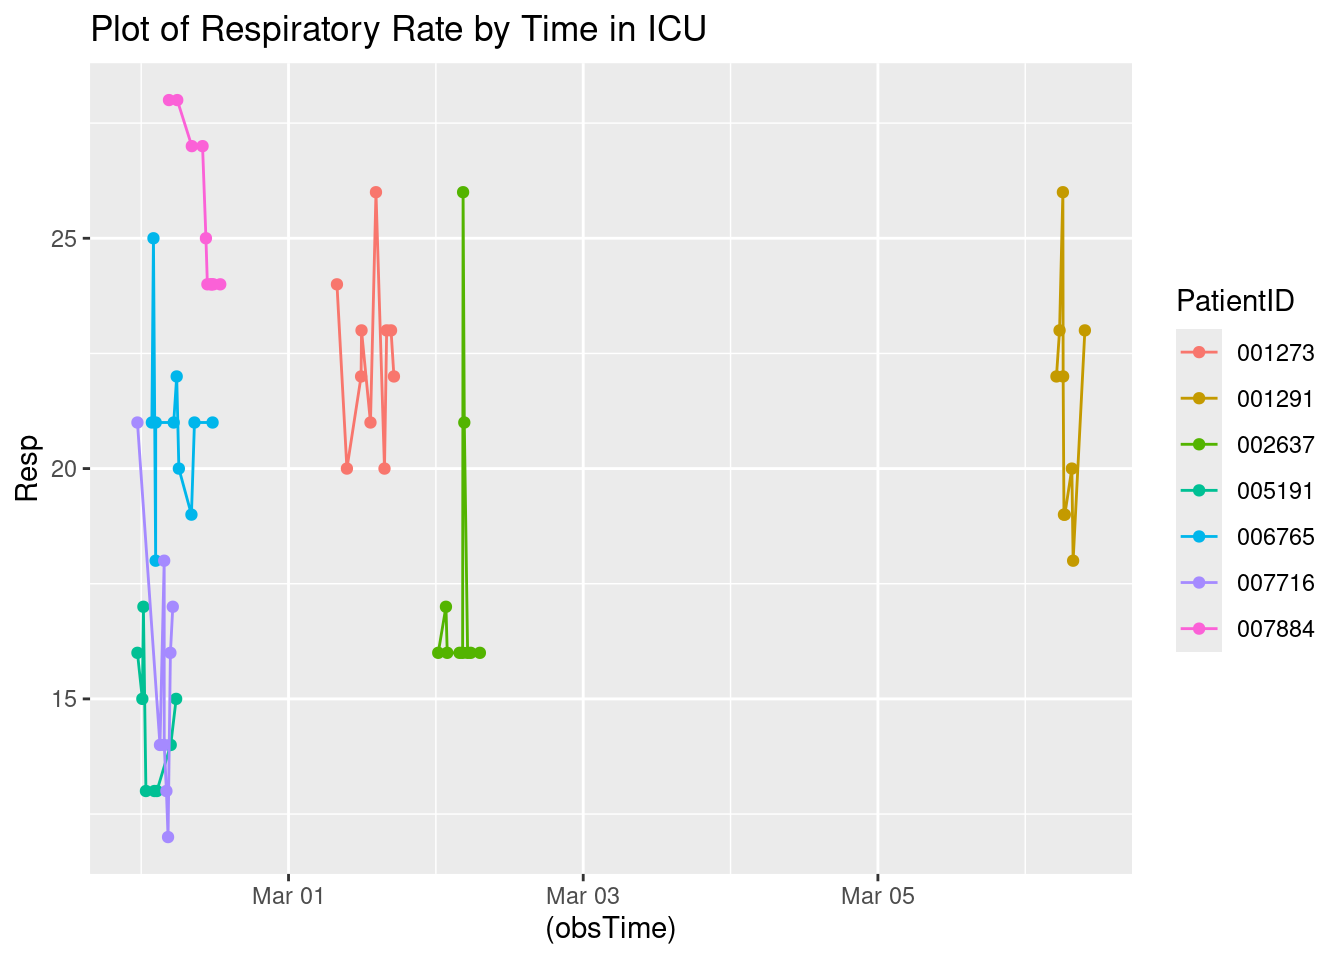 Plot of Respiratory Rate by Time in ICU
Resp
25
20
15
Mar 01
Mar 03
Mar 05
(obsTime)
PatientID
001273
001291
002637
005191
006765
007716
007884